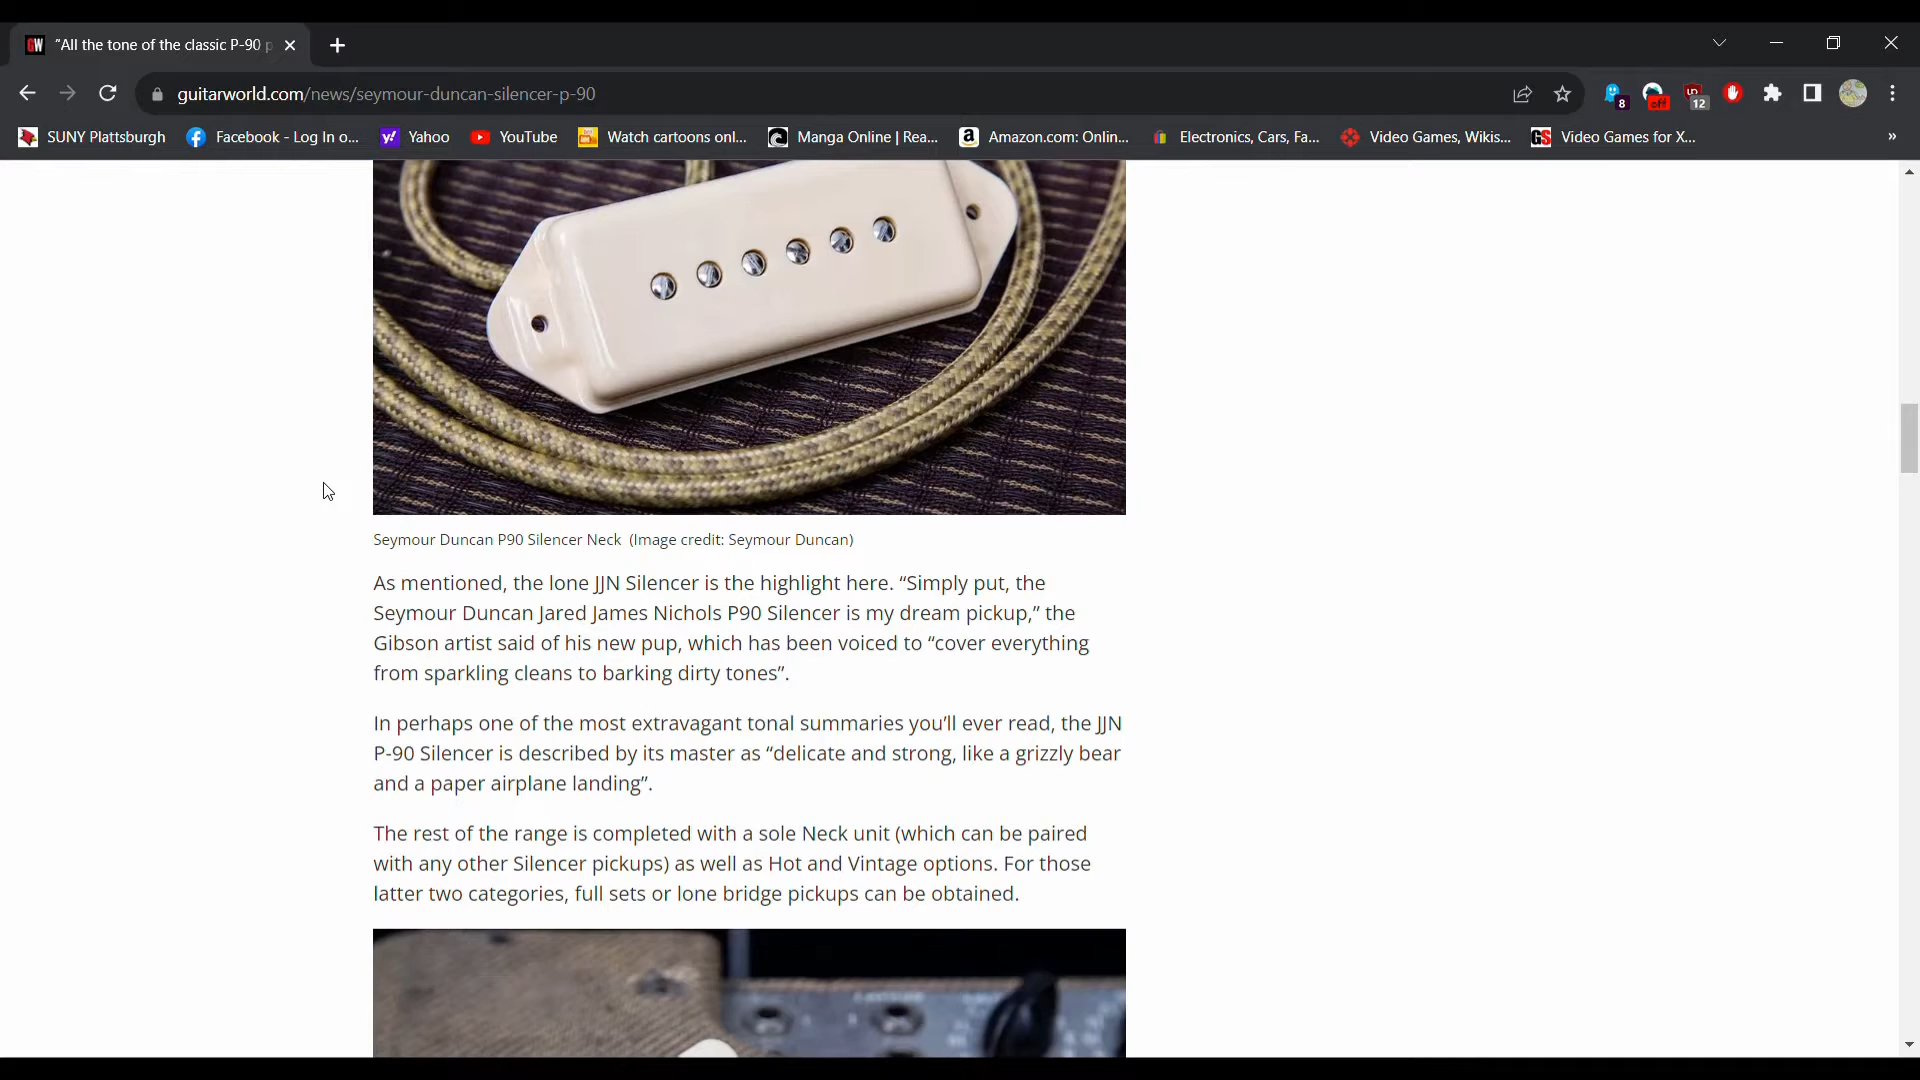 GW "All the tone of the classic P-90 p
guitarworld.com/news/seymour-duncan-silencer-p-90
8 off 12
SUNY Plattsburgh Facebook - Log In o... Yahoo YouTube Watch cartoons onl... Manga Online | Rea... Amazon.com: Onlin... Electronics, Cars, Fa... Video Games, Wikis... GS Video Games for X... »
Seymour Duncan P90 Silencer Neck (Image credit: Seymour Duncan)
As mentioned, the lone JJN Silencer is the highlight here. “Simply put, the
Seymour Duncan Jared James Nichols P90 Silencer is my dream pickup,” the
Gibson artist said of his new pup, which has been voiced to “cover everything
from sparkling cleans to barking dirty tones”.
In perhaps one of the most extravagant tonal summaries you’ll ever read, the JJN
P-90 Silencer is described by its master as “delicate and strong, like a grizzly bear
and a paper airplane landing”.
The rest of the range is completed with a sole Neck unit (which can be paired
with any other Silencer pickups) as well as Hot and Vintage options. For those
latter two categories, full sets or lone bridge pickups can be obtained.